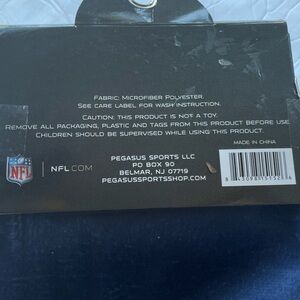 FABRIC: MICROFIBER POLYESTER.
SEE CARE LABEL FOR WASH INSTRUCTION.
CAUTION: THIS PRODUCT IS NOT A TOY.
REMOVE ALL PACKAGING, PLASTIC AND TAGS FROM THIS PRODUCT BEFORE USE
CHILDREN SHOULD BE SUPERVISED WHILE USING THIS PRODUCT.
MADE IN CHINA
NFL
NFL.COM
PEGASUS SPORTS LLC
PO BOX 90
BELMAR, NJ 07719
PEGASUSSPORTSSHOP.COM